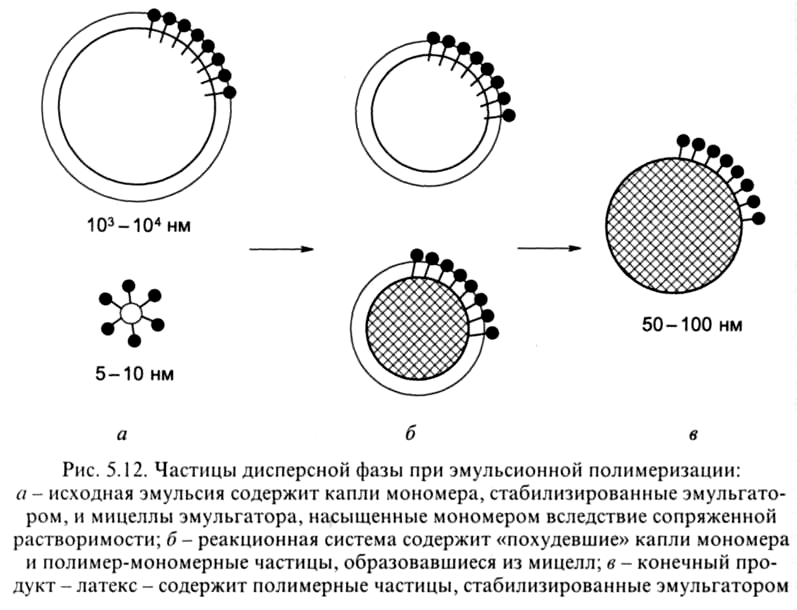 10³ – 10⁴ нм
5 – 10 нм
50 – 100 нм
а
б
в
Рис. 5.12. Частицы дисперсной фазы при эмульсионной полимеризации:
а – исходная эмульсия содержит капли мономера, стабилизированные эмульгато-
ром, и мицеллы эмульгатора, насыщенные мономером вследствие сопряженной
растворимости; б – реакционная система содержит «похудевшие» капли мономера
и полимер-мономерные частицы, образовавшиеся из мицелл; в – конечный про-
дукт – латекс – содержит полимерные частицы, стабилизированные эмульгатором